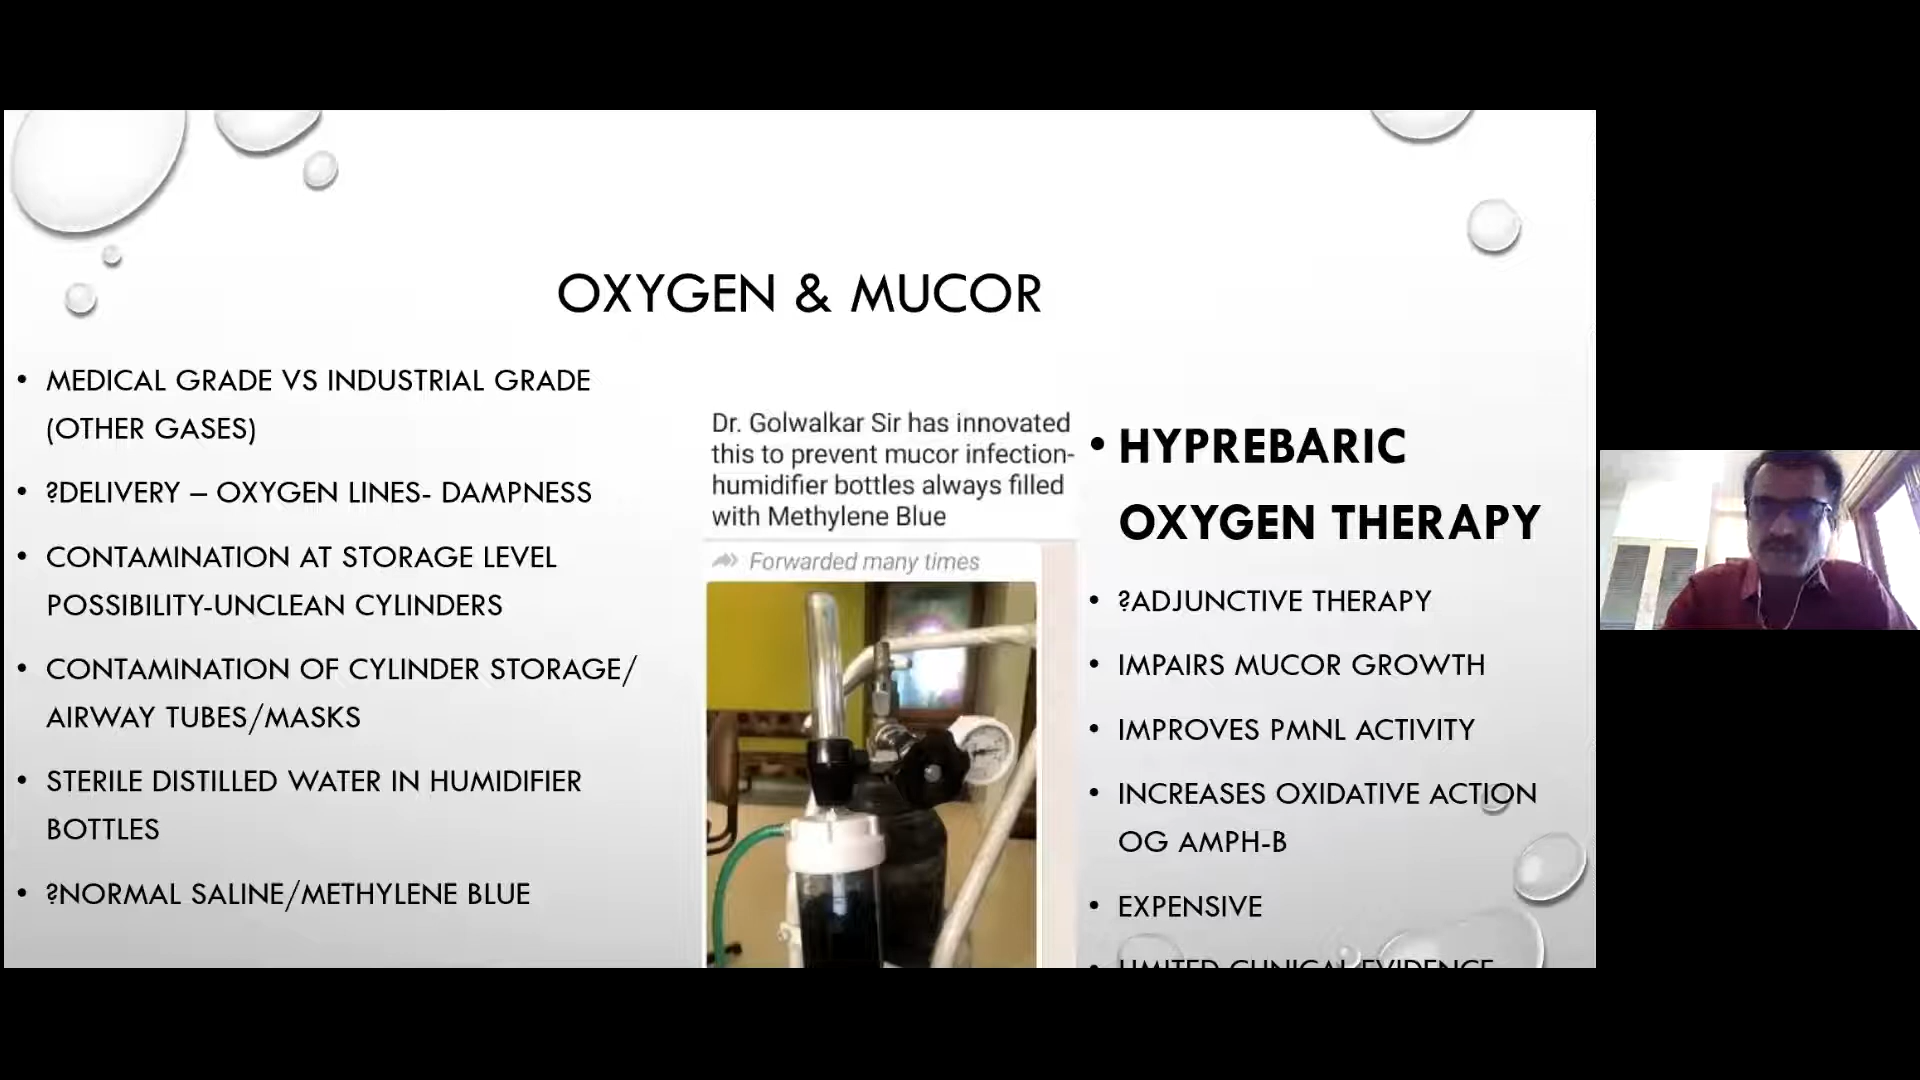 OXYGEN & MUCOR
• MEDICAL GRADE VS INDUSTRIAL GRADE
(OTHER GASES)
• ?DELIVERY – OXYGEN LINES- DAMPNESS
• CONTAMINATION AT STORAGE LEVEL
POSSIBILITY-UNCLEAN CYLINDERS
• CONTAMINATION OF CYLINDER STORAGE/
AIRWAY TUBES/MASKS
• STERILE DISTILLED WATER IN HUMIDIFIER
BOTTLES
• ?NORMAL SALINE/METHYLENE BLUE
Dr. Golwalkar Sir has innovated
this to prevent mucor infection-
humidifier bottles always filled
with Methylene Blue
Forwarded many times
• HYPREBARIC
OXYGEN THERAPY
• ?ADJUNCTIVE THERAPY
• IMPAIRS MUCOR GROWTH
• IMPROVES PMNL ACTIVITY
• INCREASES OXIDATIVE ACTION
OG AMPH-B
• EXPENSIVE
• LIMITED CLINICAL EVIDENCE